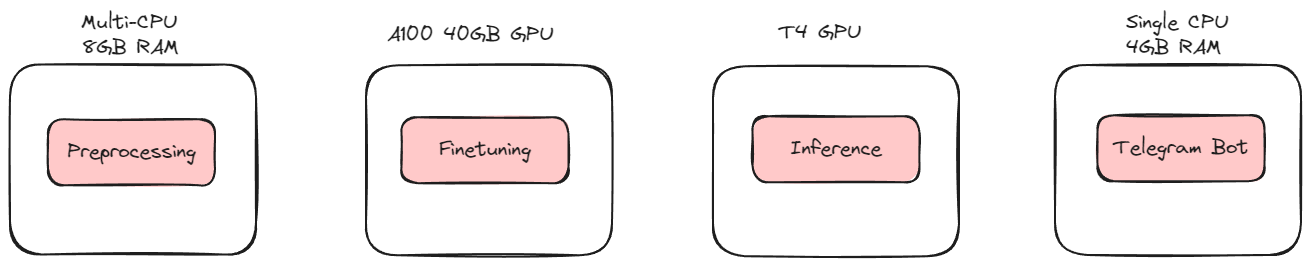 Multi-CPU
8GB RAM
Preprocessing
A100 40GB GPU
Finetuning
T4 GPU
Inference
Single CPU
4GB RAM
Telegram Bot